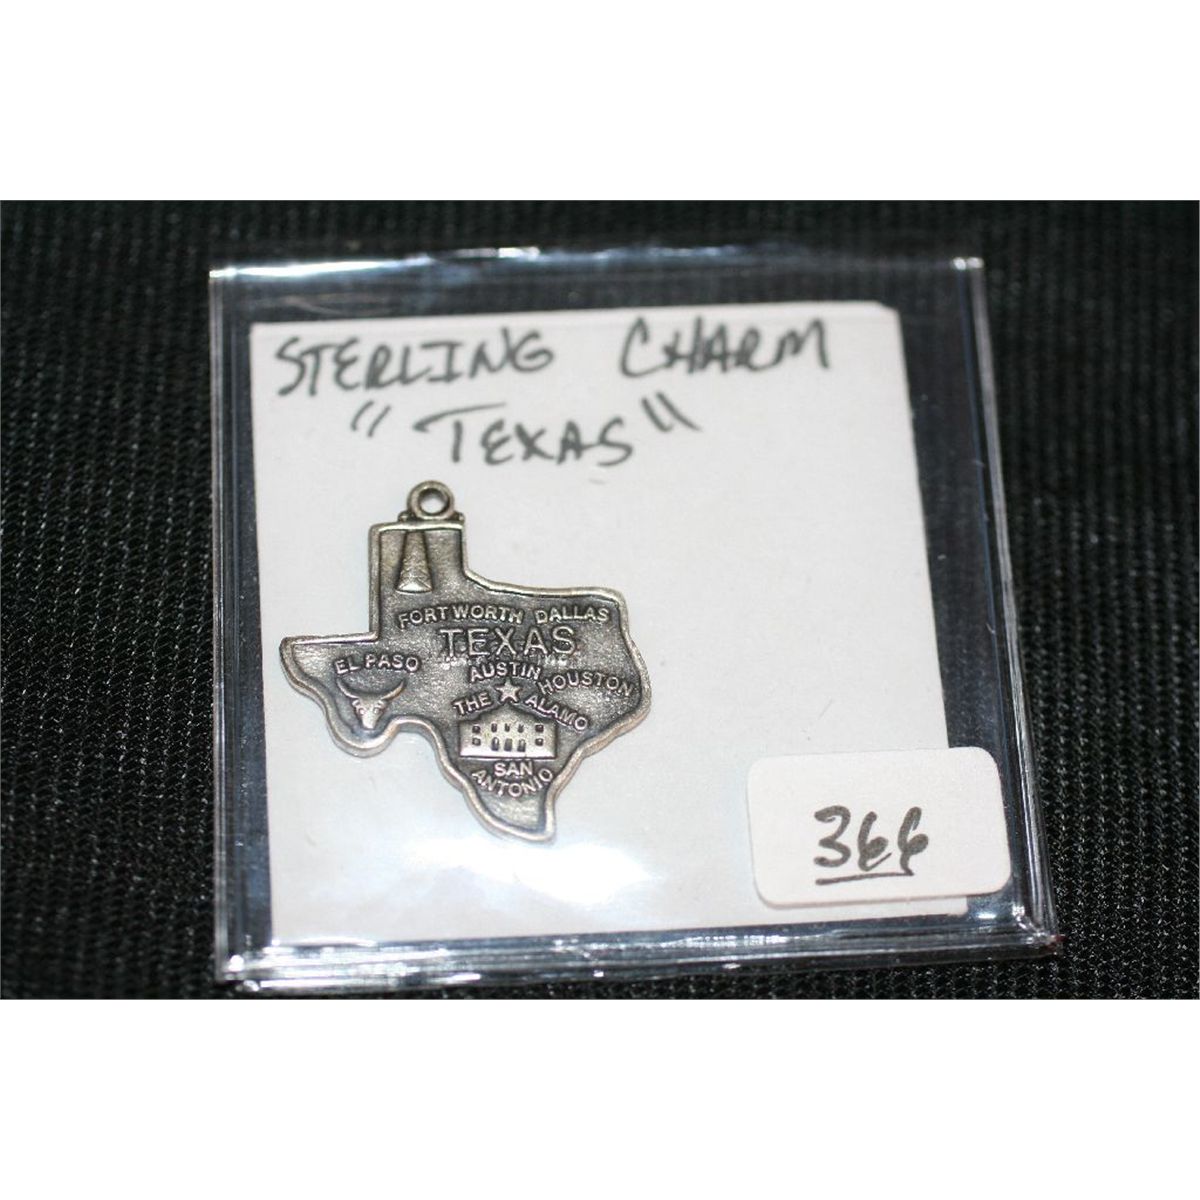 STERLING CHARM
"TEXAS"
FORT WORTH DALLAS
TEXAS
EL PASO
AUSTIN
HOUSTON
THE ALAMO
SAN
ANTONIO
366